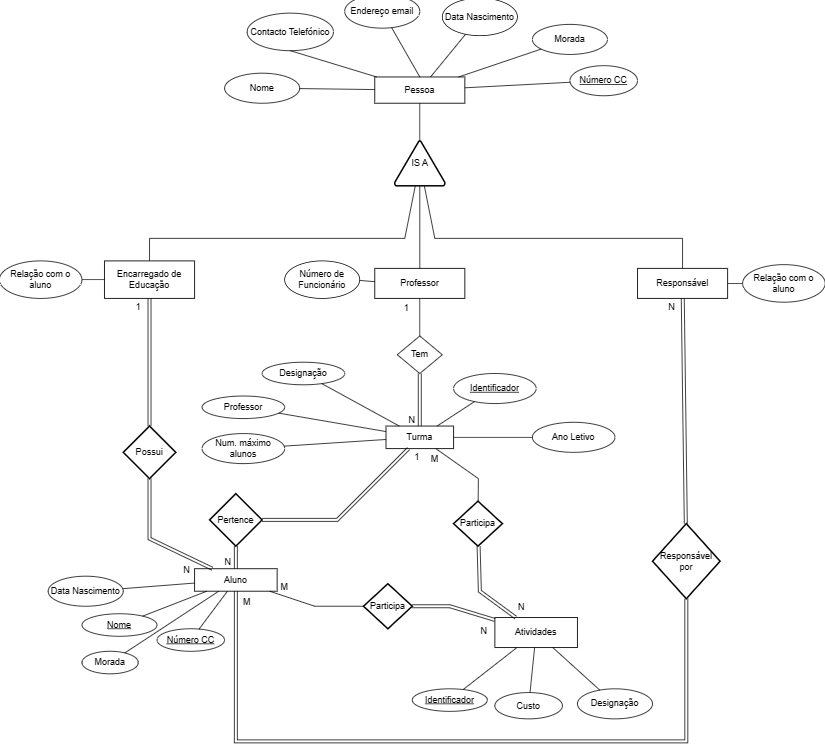 Endereço email
Data Nascimento
Contacto Telefónico
Morada
Número CC
Nome
Pessoa
IS A
Relação com o
aluno
Encarregado de
Educação
Número de
Funcionário
Professor
Responsável
Relação com o
aluno
1
1
N
Tem
Designação
Identificador
Professor
N
Turma
Ano Letivo
Num. máximo
alunos
1
M
Possui
Pertence
Participa
Responsável
por
N
N
Aluno
M
Data Nascimento
M
Participa
N
Nome
Número CC
N
Atividades
Morada
Identificador
Custo
Designação